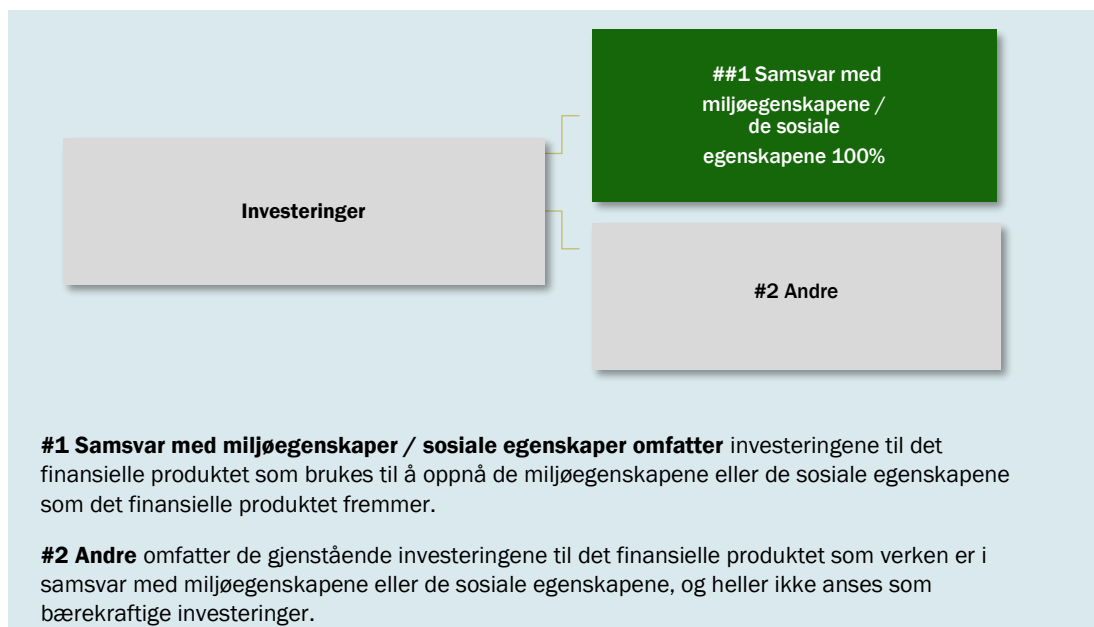 ##1 Samsvar med
miljøegenskapene /
de sosiale
egenskapene 100%
Investeringer
#2 Andre
#1 Samsvar med miljøegenskaper / sosiale egenskaper omfatter investeringene til det
finansielle produktet som brukes til å oppnå de miljøegenskapene eller de sosiale egenskapene
som det finansielle produktet fremmer.
#2 Andre omfatter de gjenstående investeringene til det finansielle produktet som verken er i
samsvar med miljøegenskapene eller de sosiale egenskapene, og heller ikke anses som
bærekraftige investeringer.